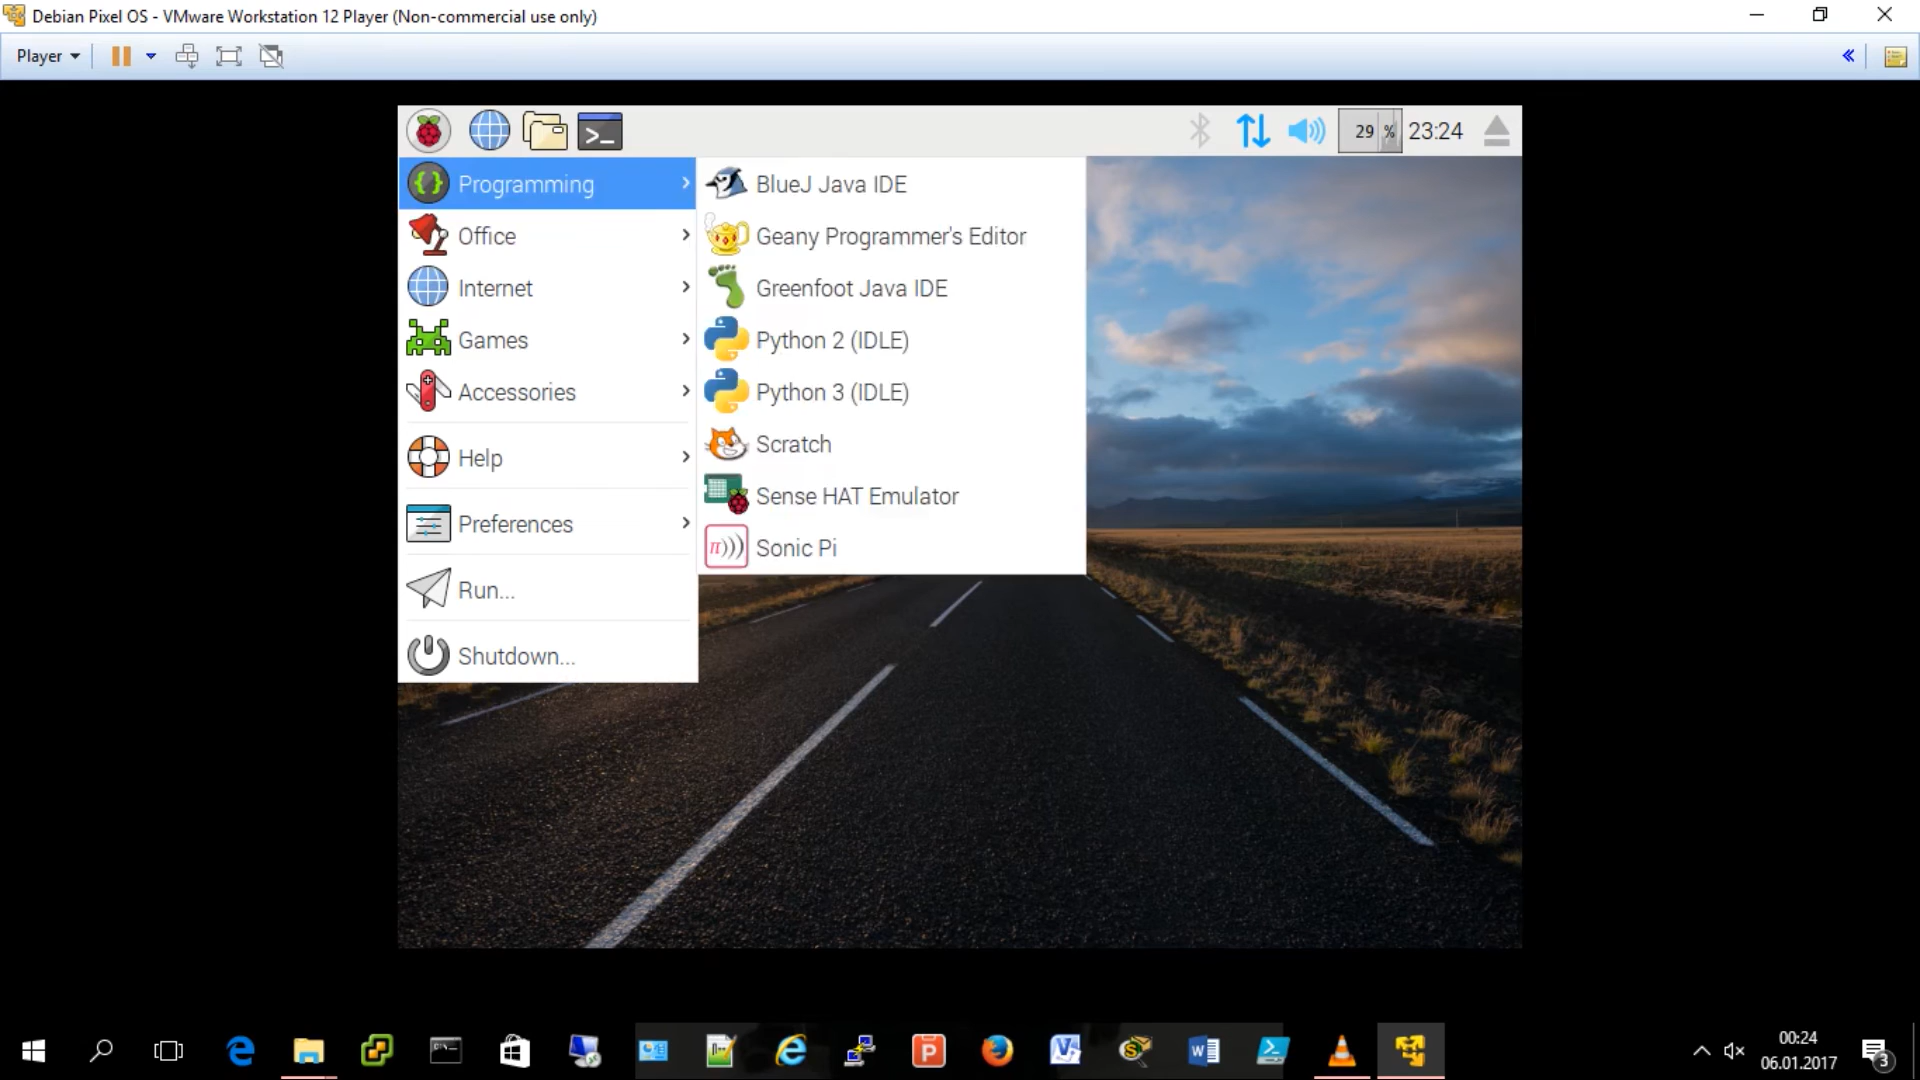 Debian Pixel OS - VMware Workstation 12 Player (Non-commercial use only)
Player
29 %
23:24
Programming
Office
Internet
Games
Accessories
Help
Preferences
Run...
Shutdown...
BlueJ Java IDE
Geany Programmer's Editor
Greenfoot Java IDE
Python 2 (IDLE)
Python 3 (IDLE)
Scratch
Sense HAT Emulator
Sonic Pi
00:24
06.01.2017
3